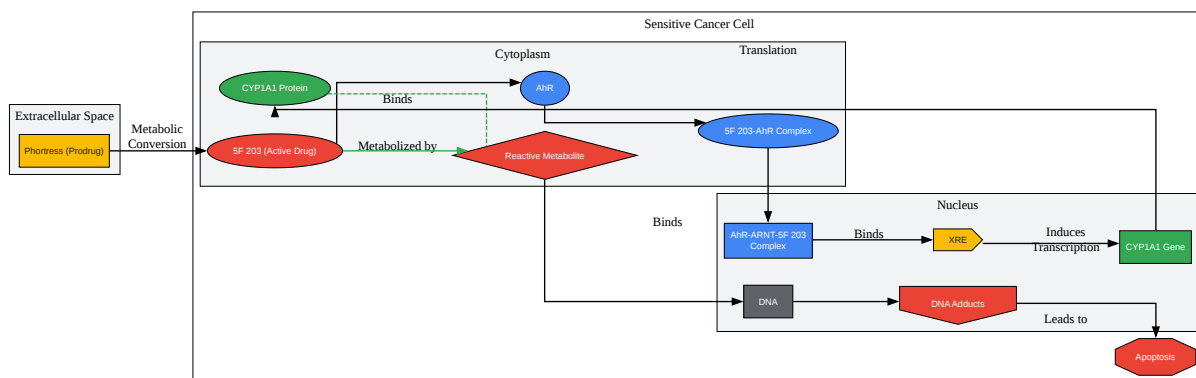 Sensitive Cancer Cell
Cytoplasm
Translation
CYP1A1 Protein
AhR
Binds
Extracellular Space
Phortress (Prodrug)
Metabolic
Conversion
5F 203 (Active Drug)
Metabolized by
Reactive Metabolite
5F 203-AhR Complex
Nucleus
Binds
AhR-ARNT-5F 203
Complex
Binds
XRE
Induces
Transcription
CYP1A1 Gene
DNA
DNA Adducts
Leads to
Apoptosis